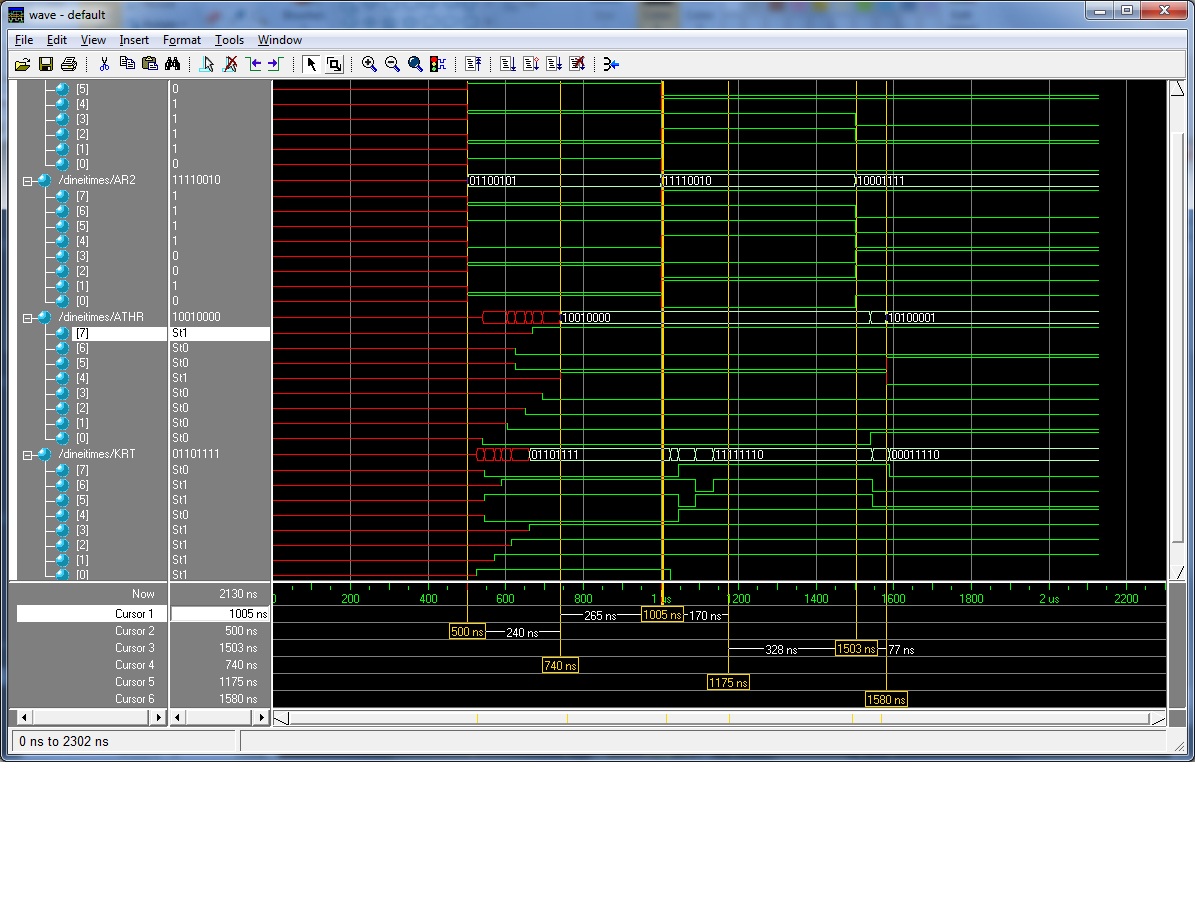 wave - default
File Edit View Insert Format Tools Window
[5] 0
[4] 1
[3] 1
[2] 1
[1] 1
[0] 0
/dineitimes/AR2 11110010 01100101 11110010 10001111
[7] 1
[6] 1
[5] 1
[4] 1
[3] 0
[2] 0
[1] 1
[0] 0
/dineitimes/ATHR 10010000 10010000 10100001
[7] St1
[6] St0
[5] St0
[4] St1
[3] St0
[2] St0
[1] St0
[0] St0
/dineitimes/KRT 01101111 01101111 11111110 00011110
[7] St0
[6] St1
[5] St1
[4] St0
[3] St1
[2] St1
[1] St1
[0] St1
Now 2130 ns 0 200 400 600 800 1 us 1200 1400 1600 1800 2 us 2200
Cursor 1 1005 ns 265 ns 1005 ns 170 ns
Cursor 2 500 ns 500 ns 240 ns
Cursor 3 1503 ns 328 ns 1503 ns 77 ns
Cursor 4 740 ns 740 ns
Cursor 5 1175 ns 1175 ns
Cursor 6 1580 ns 1580 ns
0 ns to 2302 ns